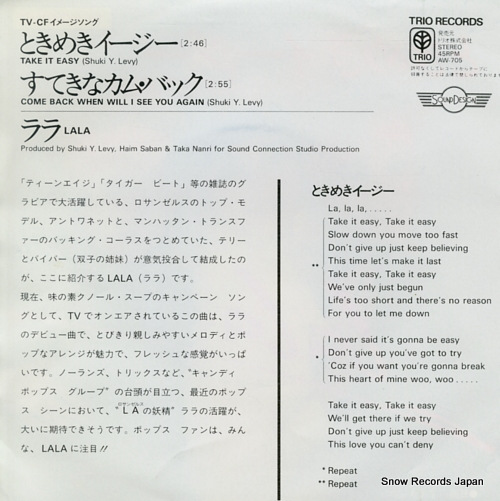 TV-CFイメージソング
ときめきイージー[2:46]
TAKE IT EASY (Shuki Y. Levy)
すてきなカム・バック[2:55]
COME BACK WHEN WILL I SEE YOU AGAIN (Shuki Y. Levy)
ララ LALA
Produced by Shuki Y. Levy, Haim Saban & Taka Nanri for Sound Connection Studio Production
TRIO RECORDS
TRIO
発売元
トリオ株式会社
STEREO
45RPM
AW-705
SOUND DESIGN
「ティーンエイジ」「タイガー ビート」等の雑誌のグ
ラビアで大活躍している、ロサンゼルスのトップ・モ
デル、アントワネットと、マンハッタン・トランスフ
ァーのバッキング・コーラスをつとめていた、テリー
とパイパー（双子の姉妹）が意気投合して結成したの
が、ここに紹介するLALA（ララ）です。
現在、味の素クノール・スープのキャンペーン ソン
グとして、TVでオンエアされているこの曲は、ララ
のデビュー曲で、とびきり親しみやすいメロディとポ
ップなアレンジが魅力で、フレッシュな感覚がいっぱ
いです。ノーランズ、トリックスなど、“キャンディ
ポップス グループ”の台頭が目立つ、最近のポップ
ス シーンにおいて、“LAの妖精”ララの活躍が、
ロサンゼルス
大いに期待できそうです。ポップス ファンは、みん
な、LALAに注目!!
ときめきイージー
La, la, la,.....
Take it easy, Take it easy
Slow down you move too fast
Don't give up just keep believing
** This time let's make it last
Take it easy, Take it easy
We've only just begun
Life's too short and there's no reason
For you to let me down
I never said it's gonna be easy
* Don't give up you've got to try
'Coz if you want you're gonna break
This heart of mine woo, woo.....
Take it easy, Take it easy
We'll get there if we try
Don't give up just keep believing
This love you can't deny
* Repeat
** Repeat
Snow Records Japan